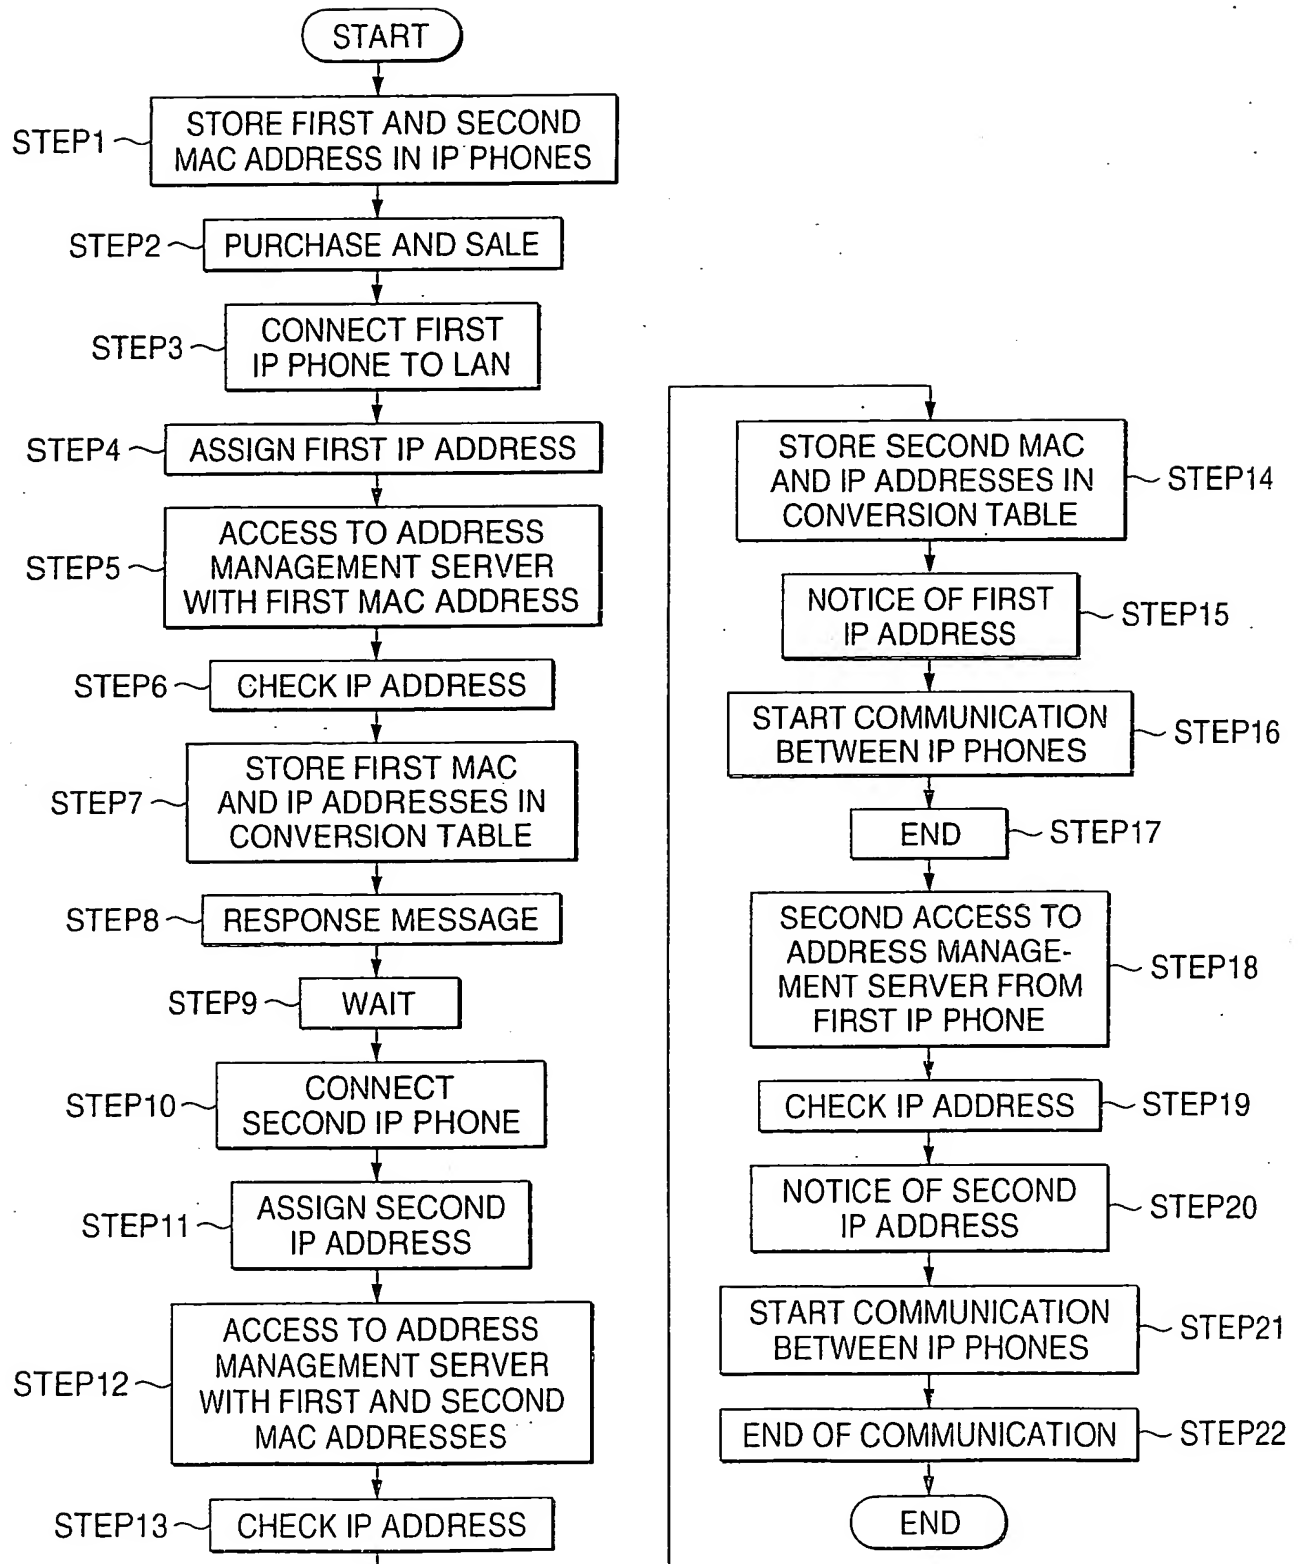 START
STEP1
STORE FIRST AND SECOND
MAC ADDRESS IN IP PHONES
STEP2
PURCHASE AND SALE
STEP3
CONNECT FIRST
IP PHONE TO LAN
STEP4
ASSIGN FIRST IP ADDRESS
STEP5
ACCESS TO ADDRESS
MANAGEMENT SERVER
WITH FIRST MAC ADDRESS
STEP6
CHECK IP ADDRESS
STEP7
STORE FIRST MAC
AND IP ADDRESSES IN
CONVERSION TABLE
STEP8
RESPONSE MESSAGE
STEP9
WAIT
STEP10
CONNECT
SECOND IP PHONE
STEP11
ASSIGN SECOND
IP ADDRESS
STEP12
ACCESS TO ADDRESS
MANAGEMENT SERVER
WITH FIRST AND SECOND
MAC ADDRESSES
STEP13
CHECK IP ADDRESS
STORE SECOND MAC
AND IP ADDRESSES IN
CONVERSION TABLE
STEP14
NOTICE OF FIRST
IP ADDRESS
STEP15
START COMMUNICATION
BETWEEN IP PHONES
STEP16
END
STEP17
SECOND ACCESS TO
ADDRESS MANAGE-
MENT SERVER FROM
FIRST IP PHONE
STEP18
CHECK IP ADDRESS
STEP19
NOTICE OF SECOND
IP ADDRESS
STEP20
START COMMUNICATION
BETWEEN IP PHONES
STEP21
END OF COMMUNICATION
STEP22
END